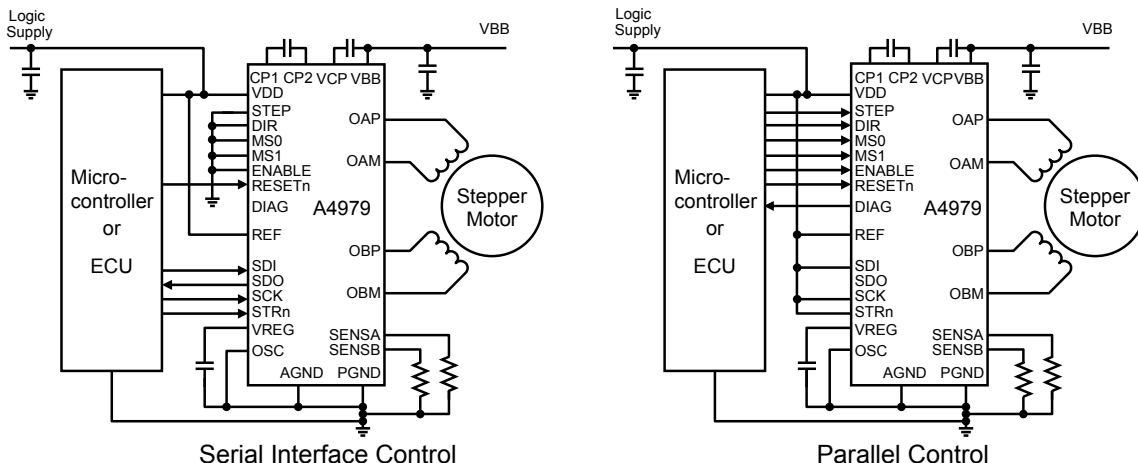 Logic
Supply
VBB
CP1 CP2 VCP VBB
VDD
STEP
DIR
MS0
MS1
ENABLE
RESETn
DIAG
REF
SDI
SDO
SCK
STRn
VREG
OSC
AGND
PGND
OAP
OAM
OBP
OBM
SENSA
SENSB
A4979
Micro-
controller
or
ECU
Stepper
Motor
Serial Interface Control
Logic
Supply
VBB
CP1 CP2 VCP VBB
VDD
STEP
DIR
MS0
MS1
ENABLE
RESETn
DIAG
REF
SDI
SDO
SCK
STRn
VREG
OSC
AGND
PGND
OAP
OAM
OBP
OBM
SENSA
SENSB
A4979
Micro-
controller
or
ECU
Stepper
Motor
Parallel Control